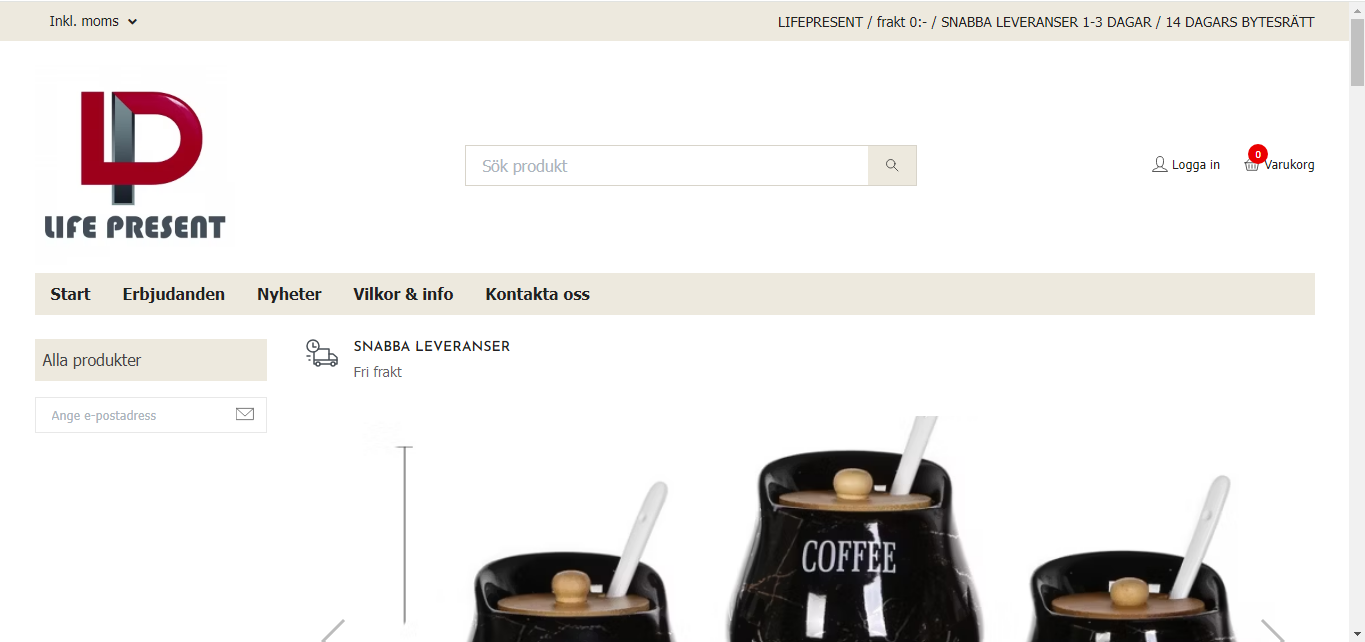 Inkl. moms
LIFEPRESENT / frakt 0:- / SNABBA LEVERANSER 1-3 DAGAR / 14 DAGARS BYTESRÄTT
LIFE PRESENT
Sök produkt
Logga in
0
Varukorg
Start Erbjudanden Nyheter Vilkor & info Kontakta oss
Alla produkter
Ange e-postadress
SNABBA LEVERANSER
Fri frakt
COFFEE